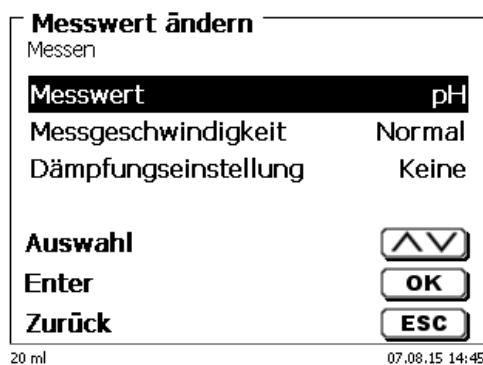 Messwert ändern
Messen
Messwert pH
Messgeschwindigkeit Normal
Dämpfungseinstellung Keine
Auswahl
Enter OK
Zurück ESC
20 ml 07.08.15 14:45